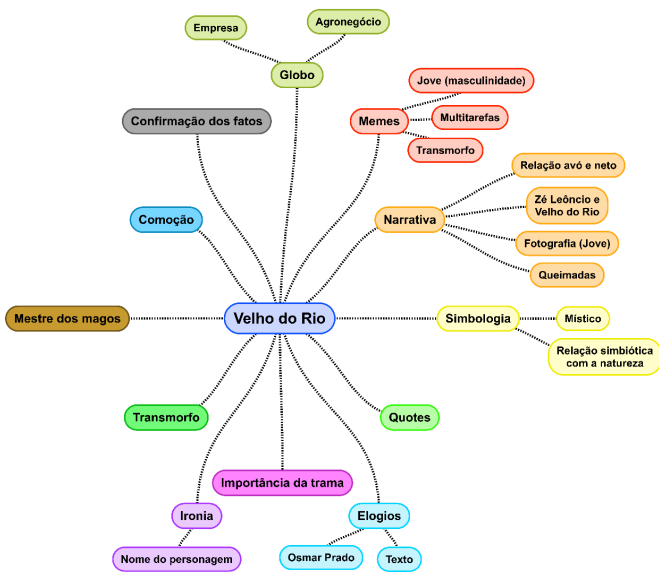 Agronegócio
Empresa
Globo
Jove (masculinidade)
Memes
Multitarefas
Transmorfo
Confirmação dos fatos
Relação avó e neto
Zé Leôncio e
Velho do Rio
Narrativa
Fotografia (Jove)
Queimadas
Comoção
Mestre dos magos
Velho do Rio
Simbologia
Místico
Relação simbiótica
com a natureza
Transmorfo
Quotes
Importância da trama
Ironia
Elogios
Nome do personagem
Osmar Prado
Texto